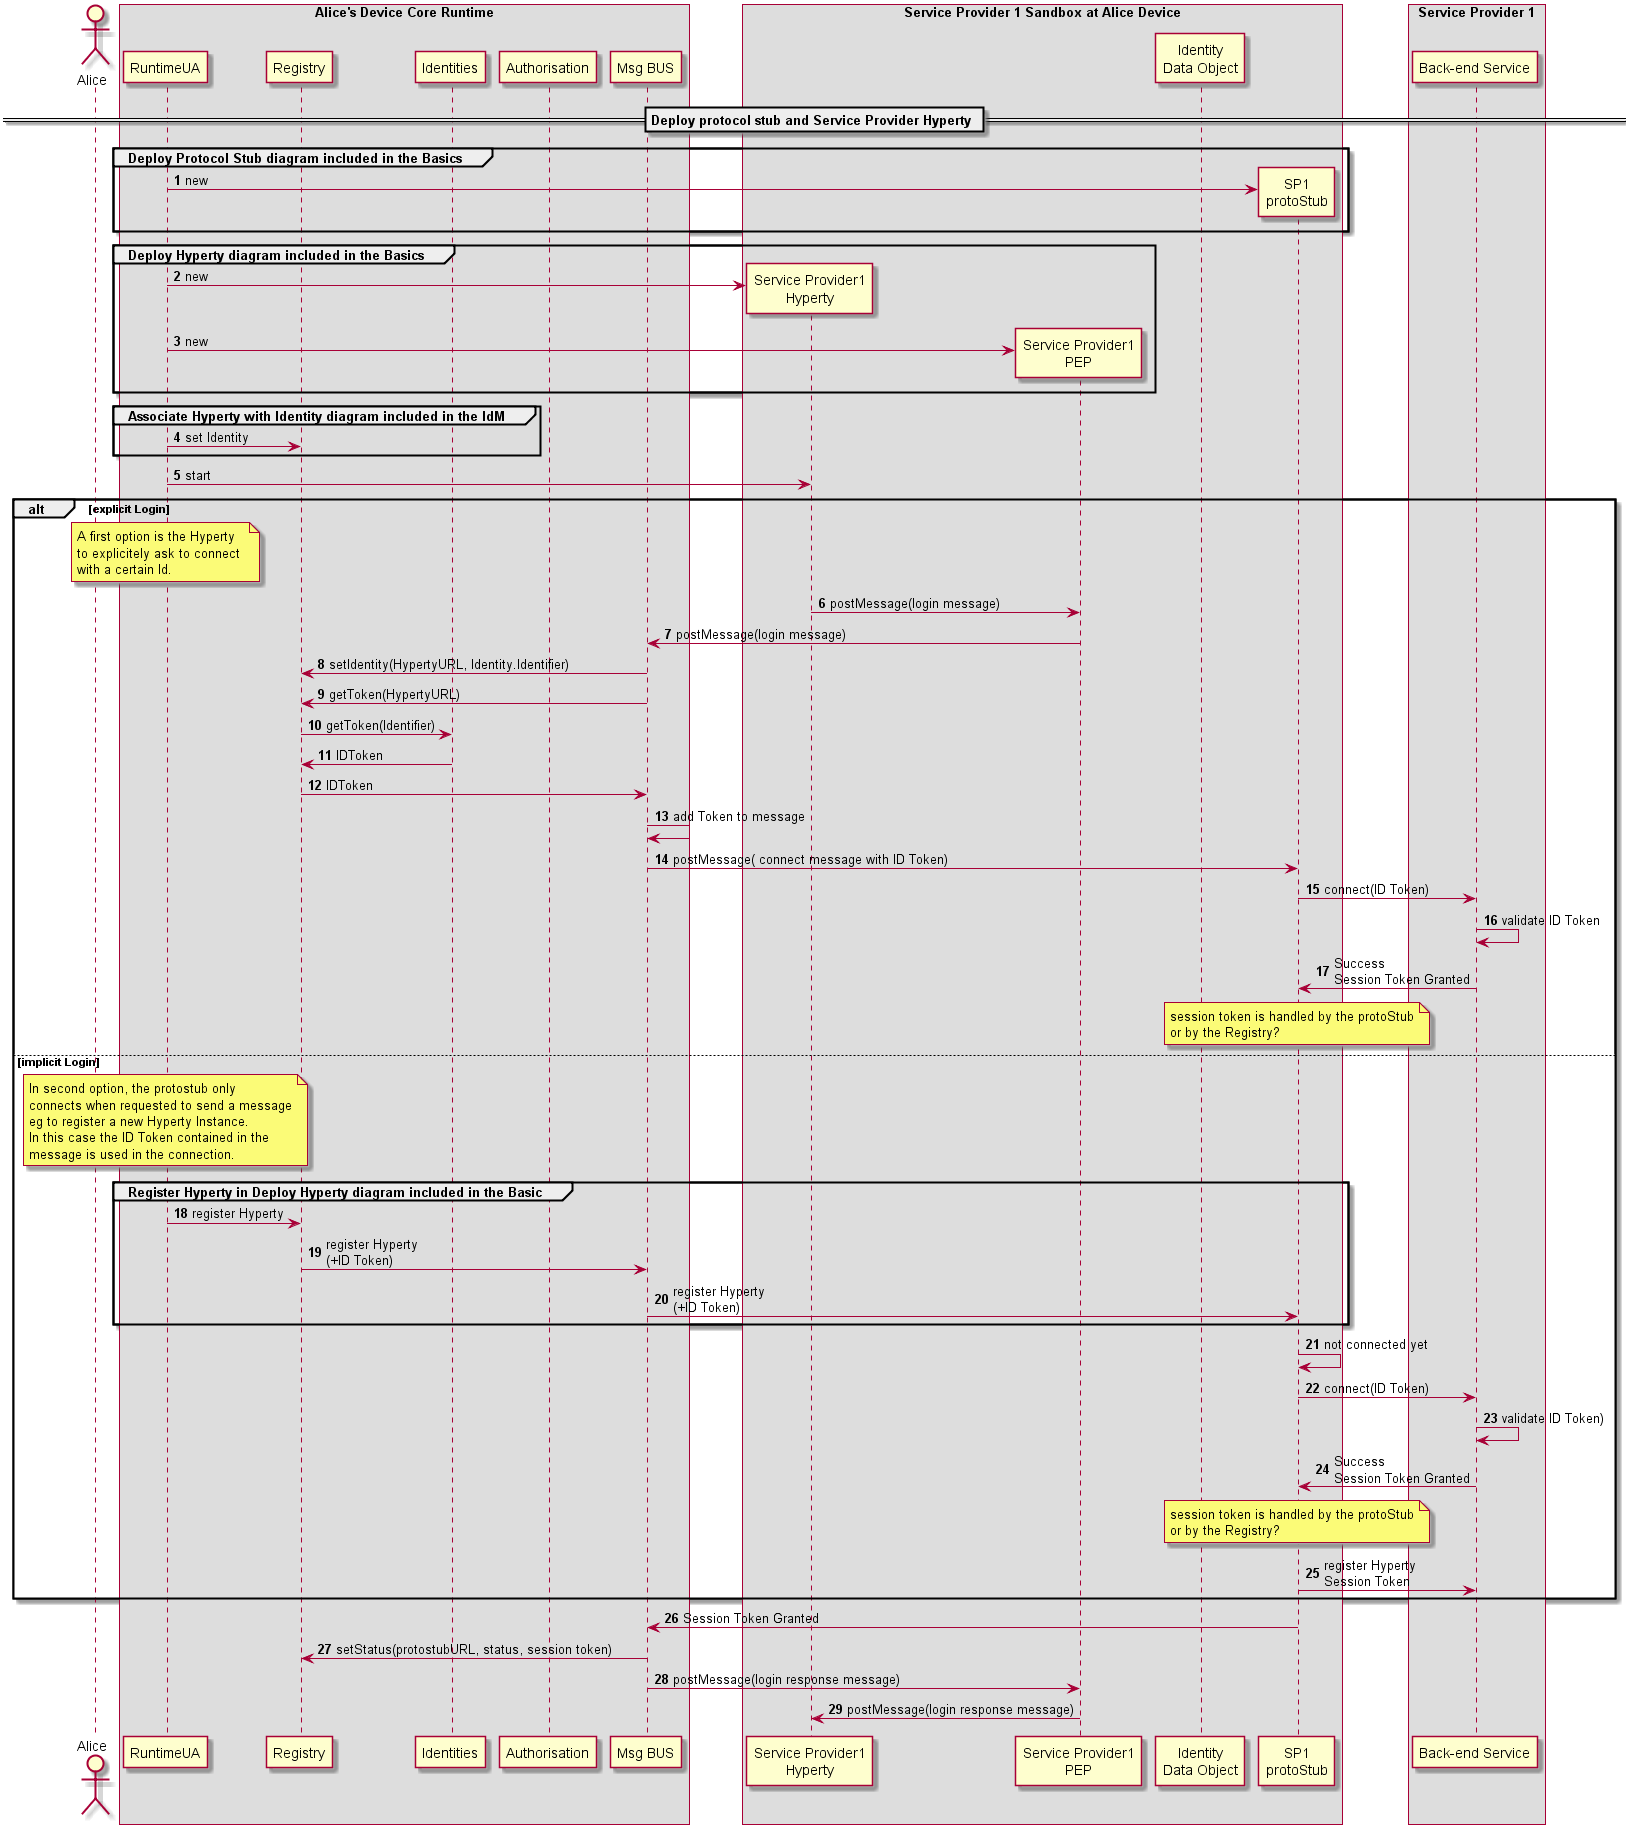 Alice's Device Core Runtime
Service Provider 1 Sandbox at Alice Device
Service Provider 1
Alice
RuntimeUA
Registry
Identities
Authorisation
Msg BUS
Identity
Data Object
Back-end Service
Deploy protocol stub and Service Provider Hyperty
Deploy Protocol Stub diagram included in the Basics
1 new
SP1
protoStub
Deploy Hyperty diagram included in the Basics
2 new
Service Provider1
Hyperty
3 new
Service Provider1
PEP
Associate Hyperty with Identity diagram included in the IdM
4 set Identity
5 start
alt [explicit Login]
A first option is the Hyperty
to explicitely ask to connect
with a certain Id.
6 postMessage(login message)
7 postMessage(login message)
8 setIdentity(HypertyURL, Identity.Identifier)
9 getToken(HypertyURL)
10 getToken(Identifier)
11 IDToken
12 IDToken
13 add Token to message
14 postMessage( connect message with ID Token)
15 connect(ID Token)
16 validate ID Token
17 Success
Session Token Granted
session token is handled by the protoStub
or by the Registry?
[implicit Login]
In second option, the protostub only
connects when requested to send a message
eg to register a new Hyperty Instance.
In this case the ID Token contained in the
message is used in the connection.
Register Hyperty in Deploy Hyperty diagram included in the Basic
18 register Hyperty
19 register Hyperty
(+ID Token)
20 register Hyperty
(+ID Token)
21 not connected yet
22 connect(ID Token)
23 validate ID Token)
24 Success
Session Token Granted
session token is handled by the protoStub
or by the Registry?
25 register Hyperty
Session Token
26 Session Token Granted
27 setStatus(protostubURL, status, session token)
28 postMessage(login response message)
29 postMessage(login response message)
Alice
RuntimeUA
Registry
Identities
Authorisation
Msg BUS
Service Provider1
Hyperty
Service Provider1
PEP
Identity
Data Object
SP1
protoStub
Back-end Service